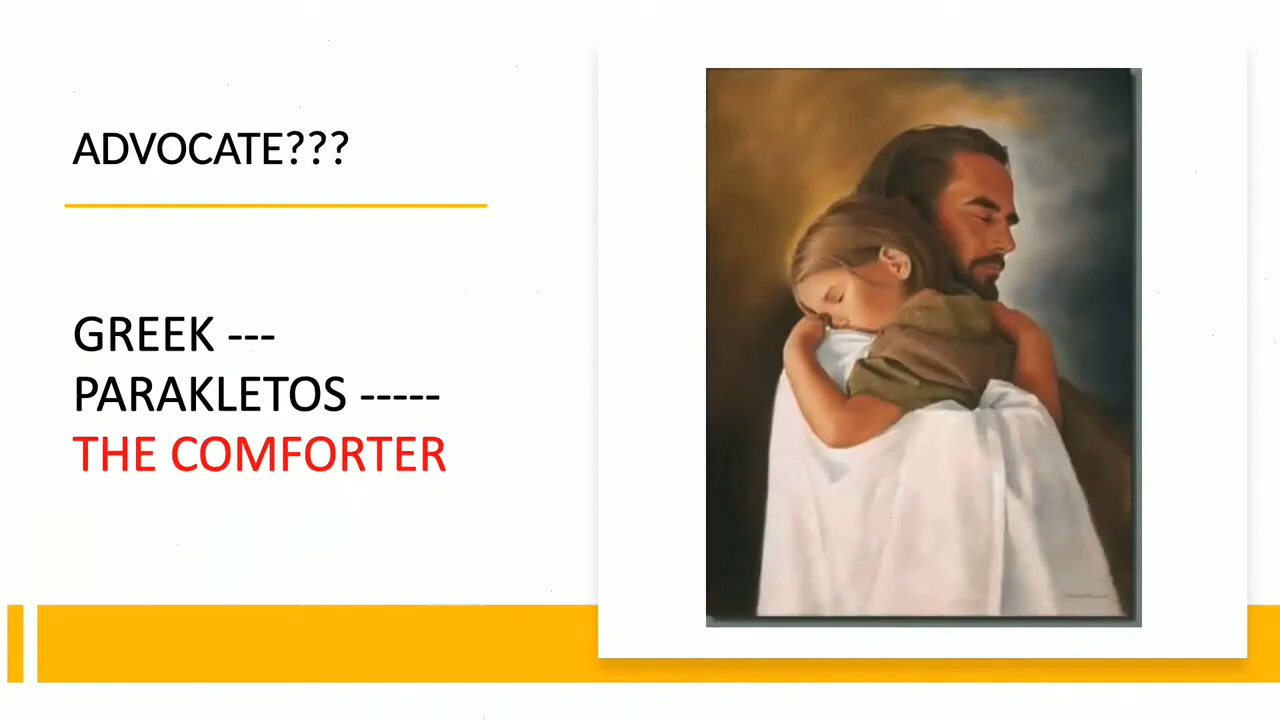 ADVOCATE???
GREEK ---
PARAKLETOS -----
THE COMFORTER